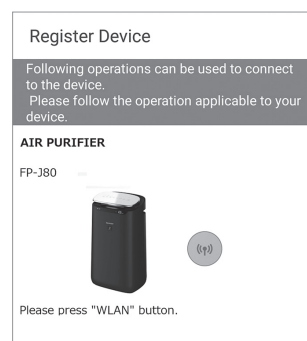 Register Device
Following operations can be used to connect
to the device.
Please follow the operation applicable to your
device.
AIR PURIFIER
FP-J80
Please press "WLAN" button.